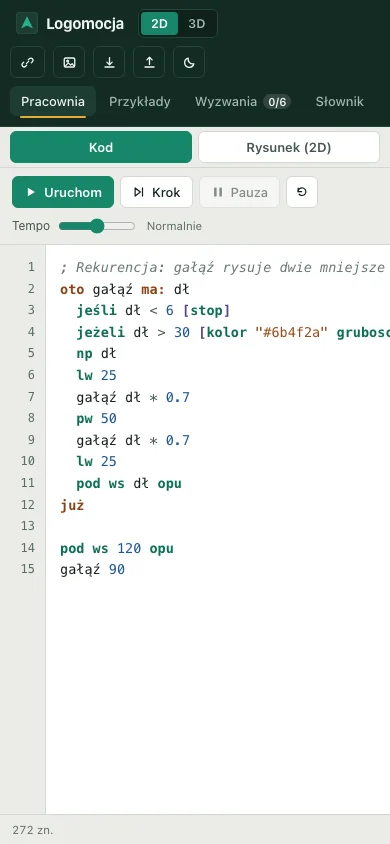 Logomocja
2D 3D
Pracownia Przykłady Wyzwania 0/6 Słownik
Kod Rysunek (2D)
Uruchom Krok Pauza
Tempo Normalnie
1 ; Rekurencja: gałąź rysuje dwie mniejsze
2 oto gałąź ma: dł
3 jeśli dł < 6 [stop]
4 jeżeli dł > 30 [kolor "#6b4f2a" grubosc
5 np dł
6 lw 25
7 gałąź dł * 0.7
8 pw 50
9 gałąź dł * 0.7
10 lw 25
11 pod ws dł opu
12 już
13
14 pod ws 120 opu
15 gałąź 90
272 zn.